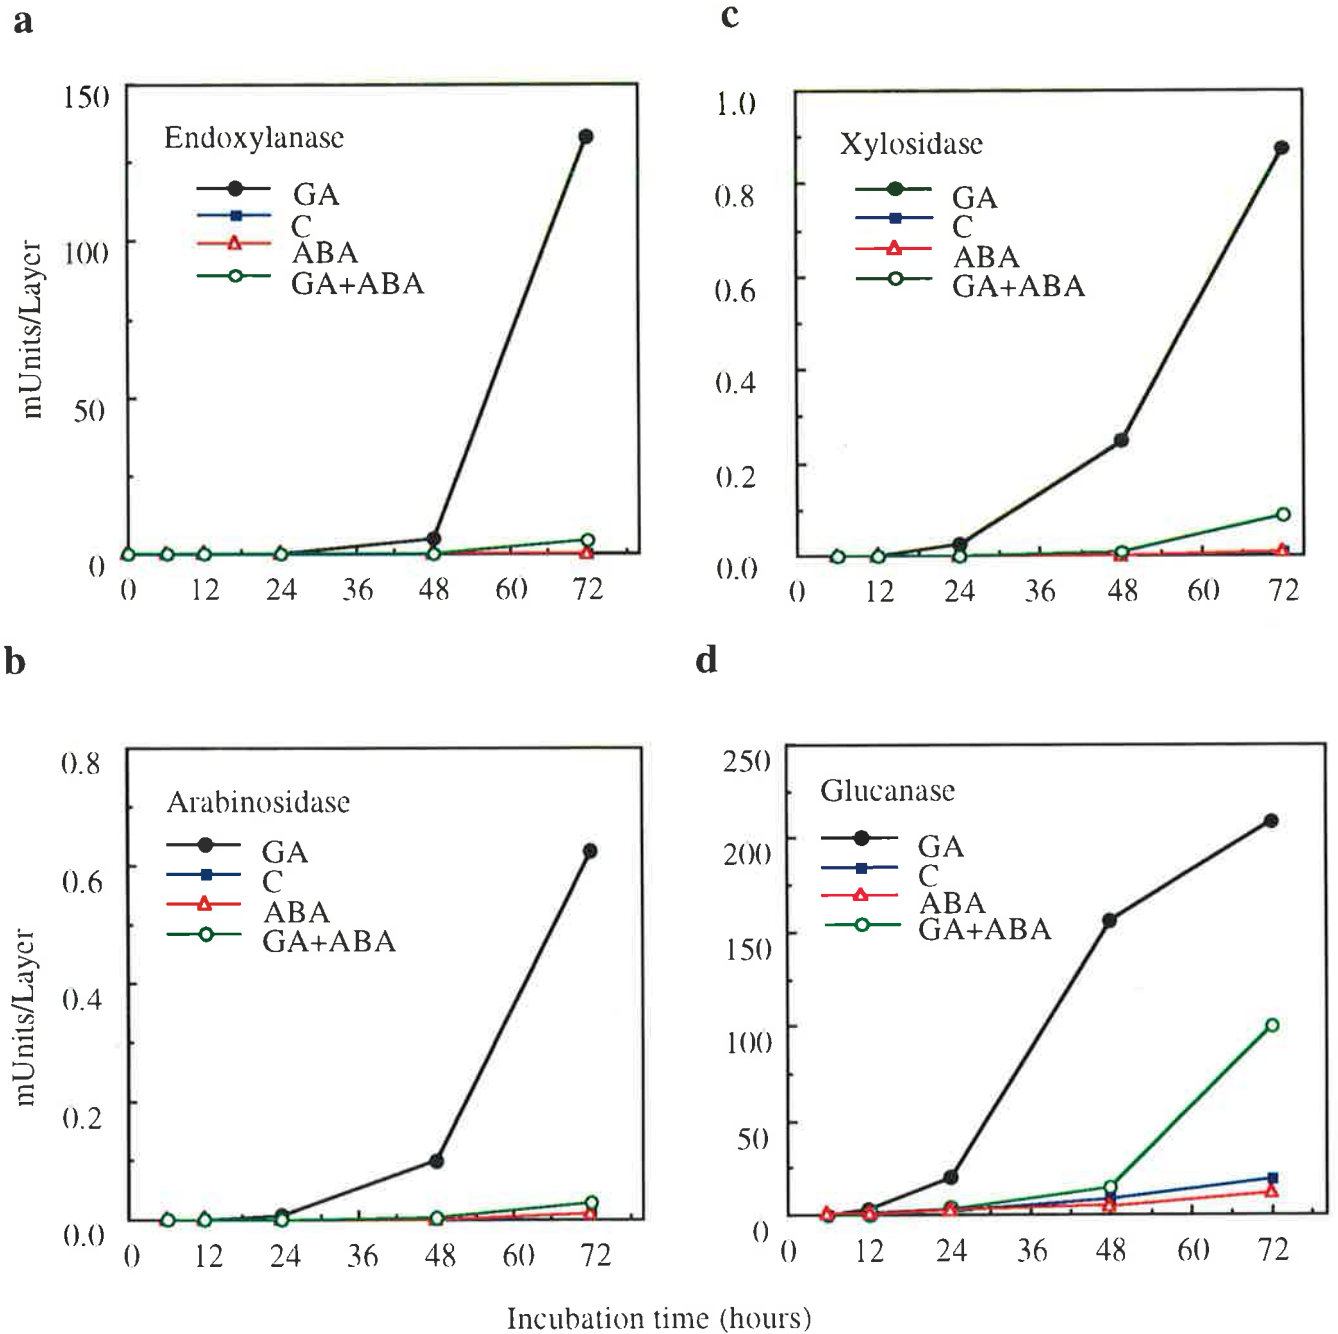 a
150
100
50
0
mUnits/Layer
Endoxylanase
GA
C
ABA
GA+ABA
0 12 24 36 48 60 72
c
1.0
0.8
0.6
0.4
0.2
0.0
Xylosidase
GA
C
ABA
GA+ABA
0 12 24 36 48 60 72
b
0.8
0.6
0.4
0.2
0.0
mUnits/Layer
Arabinosidase
GA
C
ABA
GA+ABA
0 12 24 36 48 60 72
d
250
200
150
100
50
0
Glucanase
GA
C
ABA
GA+ABA
0 12 24 36 48 60 72
Incubation time (hours)